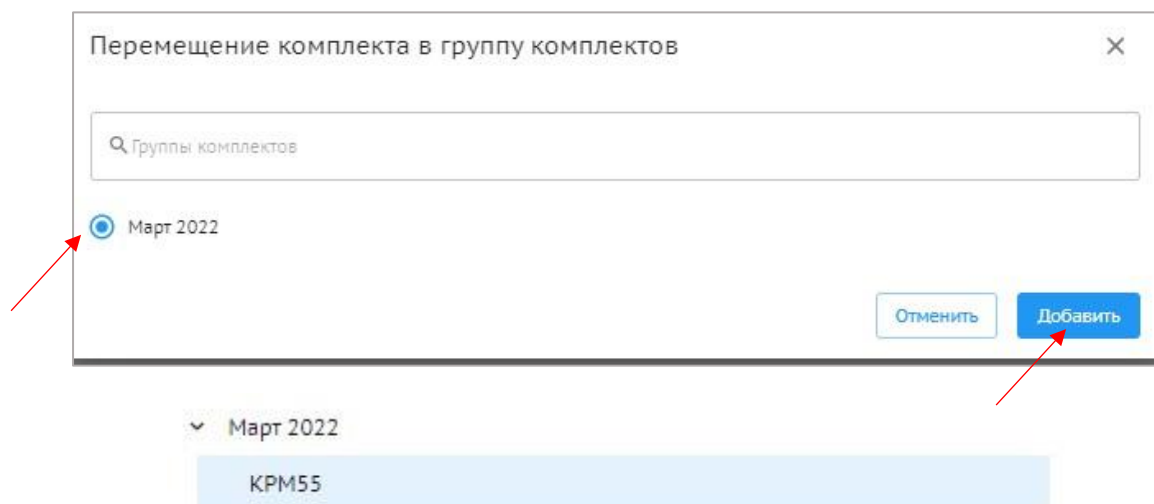 Перемещение комплекта в группу комплектов
Группы комплектов
Март 2022
Отменить Добавить
Март 2022
КРМ55